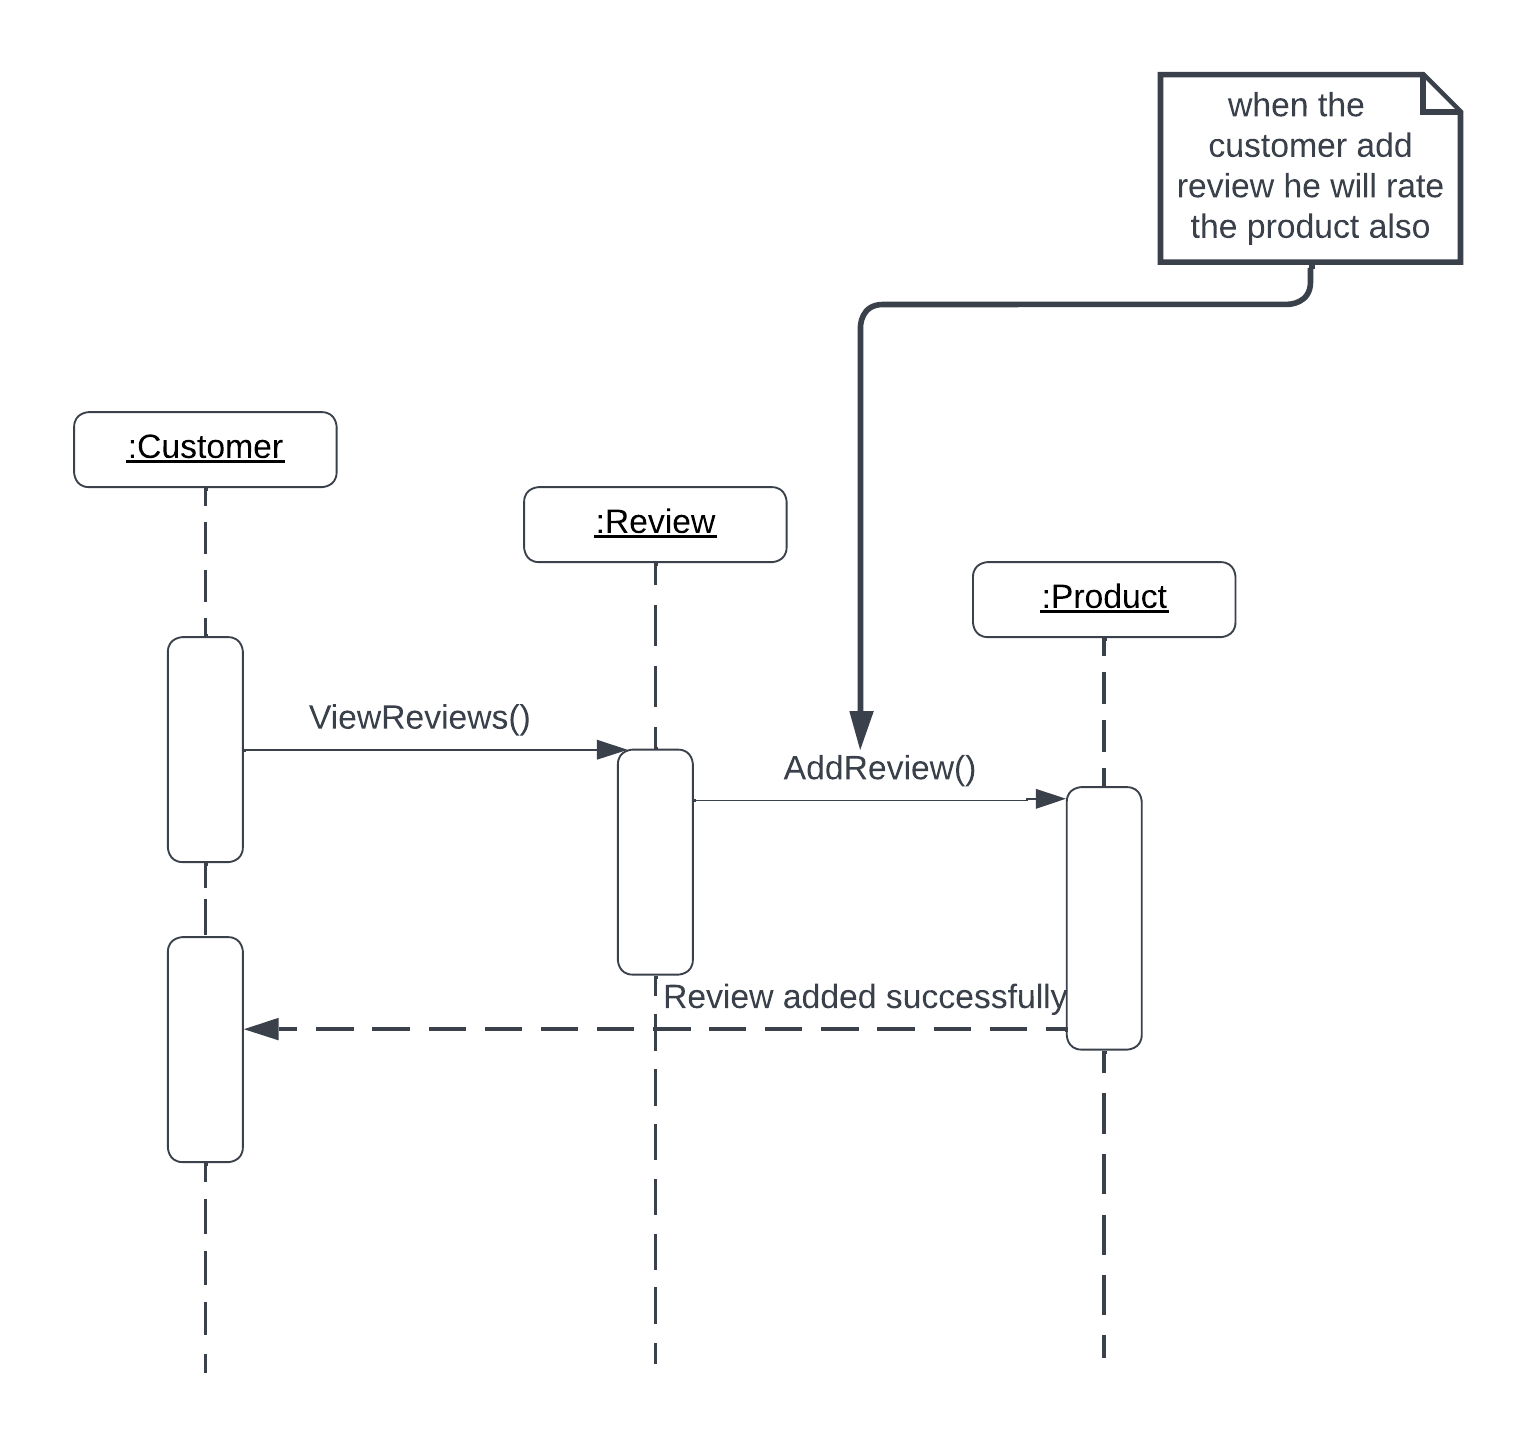 when the
customer add
review he will rate
the product also
:Customer
:Review
:Product
ViewReviews()
AddReview()
Review added successfully